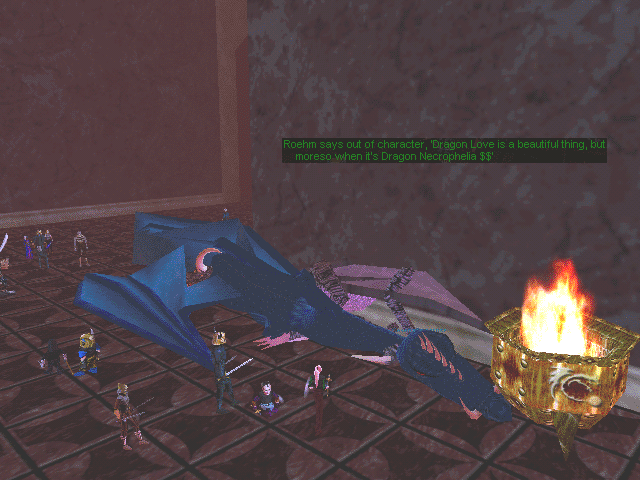 Roehm says out of character, 'Dragon Love is a beautiful thing, but
moreso when it's Dragon Necrophelia $$'